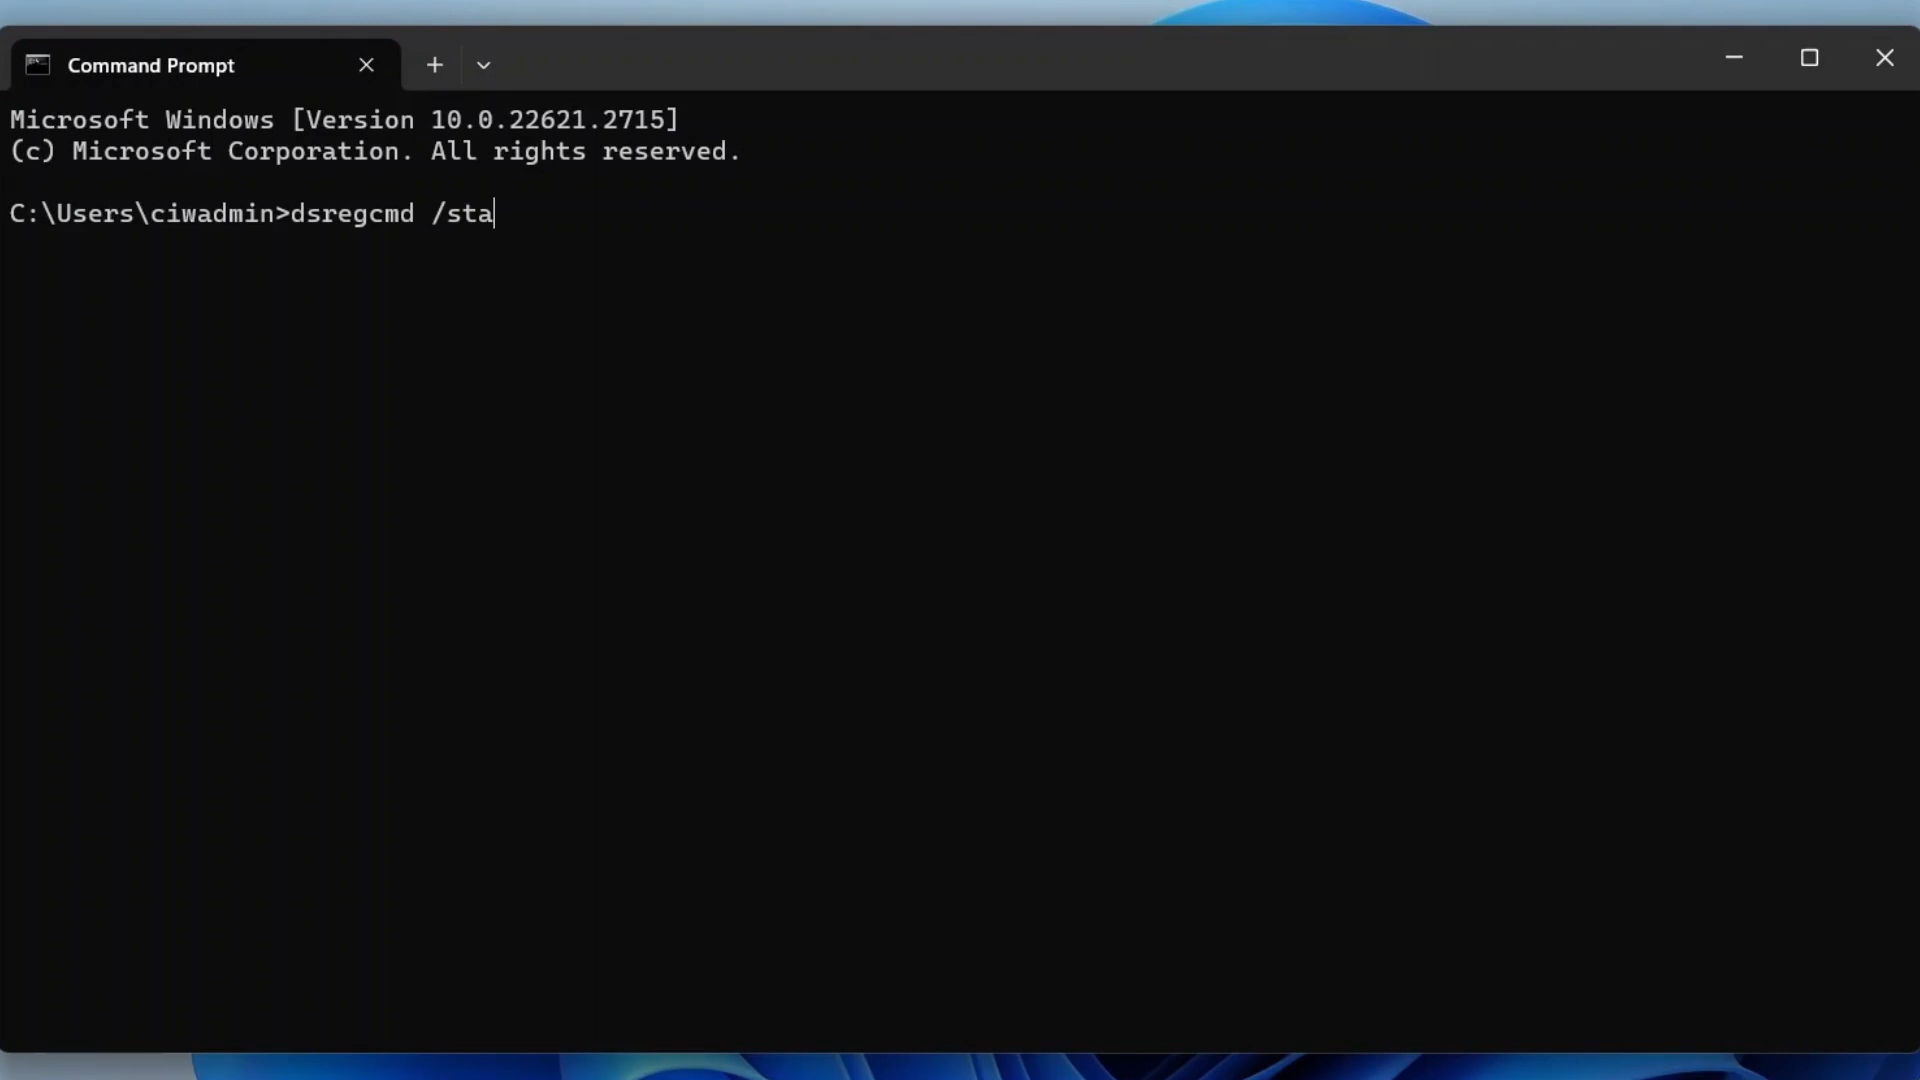 Command Prompt
Microsoft Windows [Version 10.0.22621.2715]
(c) Microsoft Corporation. All rights reserved.
C:\Users\ciwadmin>dsregcmd /sta